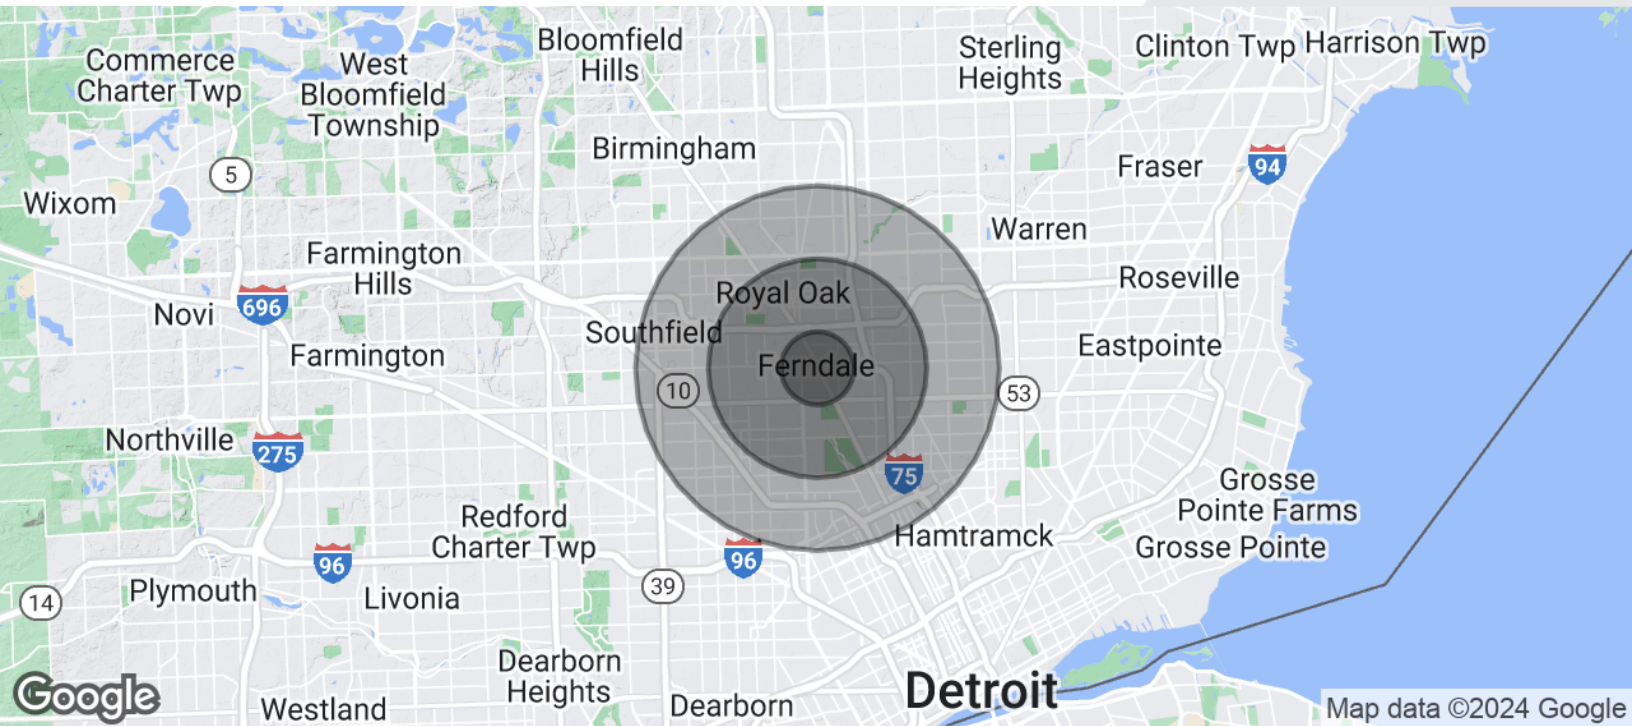 Bloomfield
Hills
Sterling
Heights
Clinton Twp
Harrison Twp
Commerce
Charter Twp
West
Bloomfield
Township
Birmingham
Fraser
94
5
Wixom
Warren
Farmington
Hills
Roseville
Royal Oak
696
Novi
Southfield
Eastpointe
Farmington
Ferndale
10
53
Northville
275
75
Grosse
Pointe Farms
Redford
Charter Twp
Hamtramck
Grosse Pointe
96
96
39
Plymouth
Livonia
14
Dearborn
Heights
Detroit
Google
Westland
Dearborn
Map data ©2024 Google